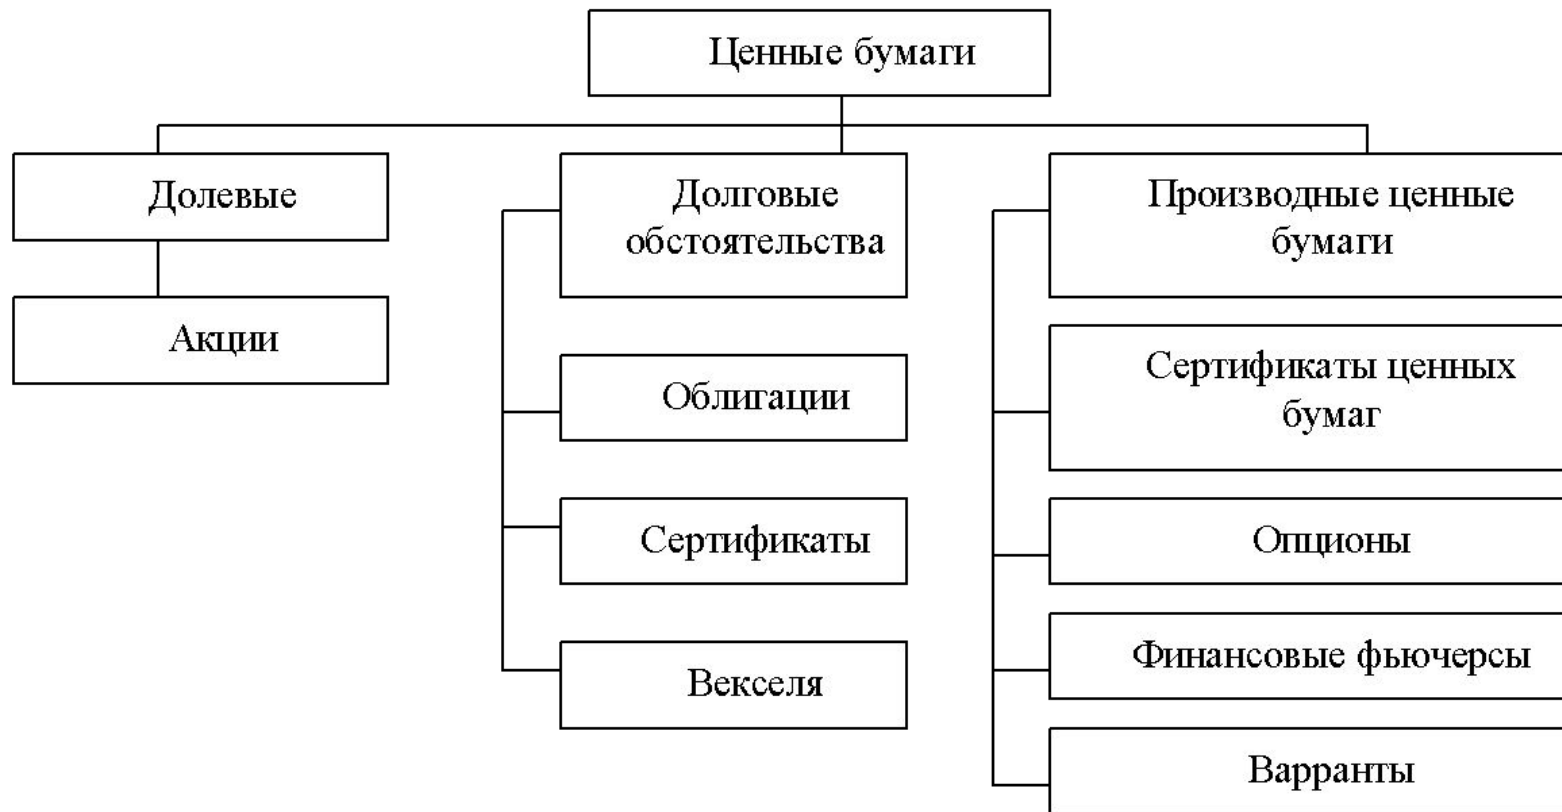 Ценные бумаги
Долевые
Акции
Долговые
обстоятельства
Облигации
Сертификаты
Векселя
Производные ценные
бумаги
Сертификаты ценных
бумаг
Опционы
Финансовые фьючерсы
Варранты